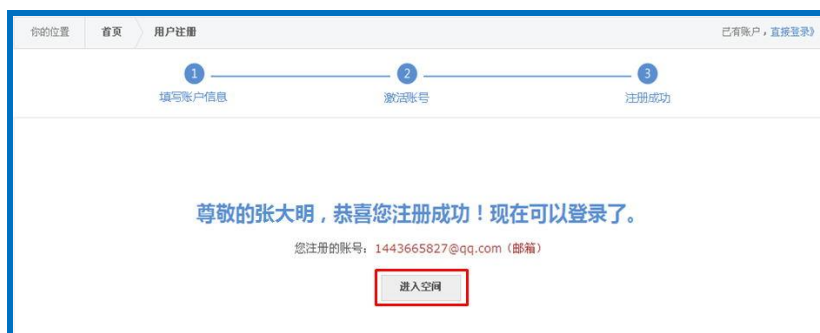 你的位置 首页 用户注册 已有账户，直接登录》
1 2 3
填写账户信息 激活账号 注册成功
尊敬的张大明，恭喜您注册成功！现在可以登录了。
您注册的账号：1443665827@qq.com（邮箱）
进入空间